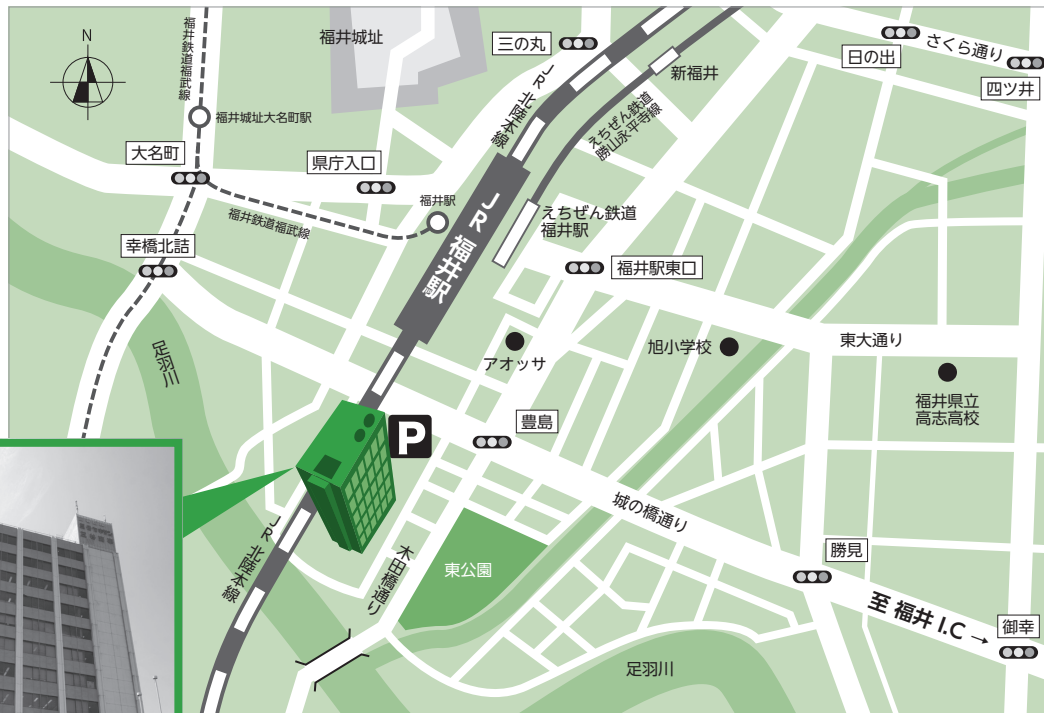 N
福井鉄道福武線
福井城址
三の丸
日の出
さくら通り
四ツ井
JR 北陸本線
新福井
えちぜん鉄道
勝山永平寺線
福井城址大名町駅
大名町
県庁入口
福井駅
福井鉄道福武線
JR 福井駅
えちぜん鉄道
福井駅
幸橋北詰
福井駅東口
足羽川
アオッサ
旭小学校
東大通り
福井県立
高志高校
P
豊島
城の橋通り
JR 北陸本線
木田橋通り
東公園
勝見
至 福井 I.C →
御幸
足羽川